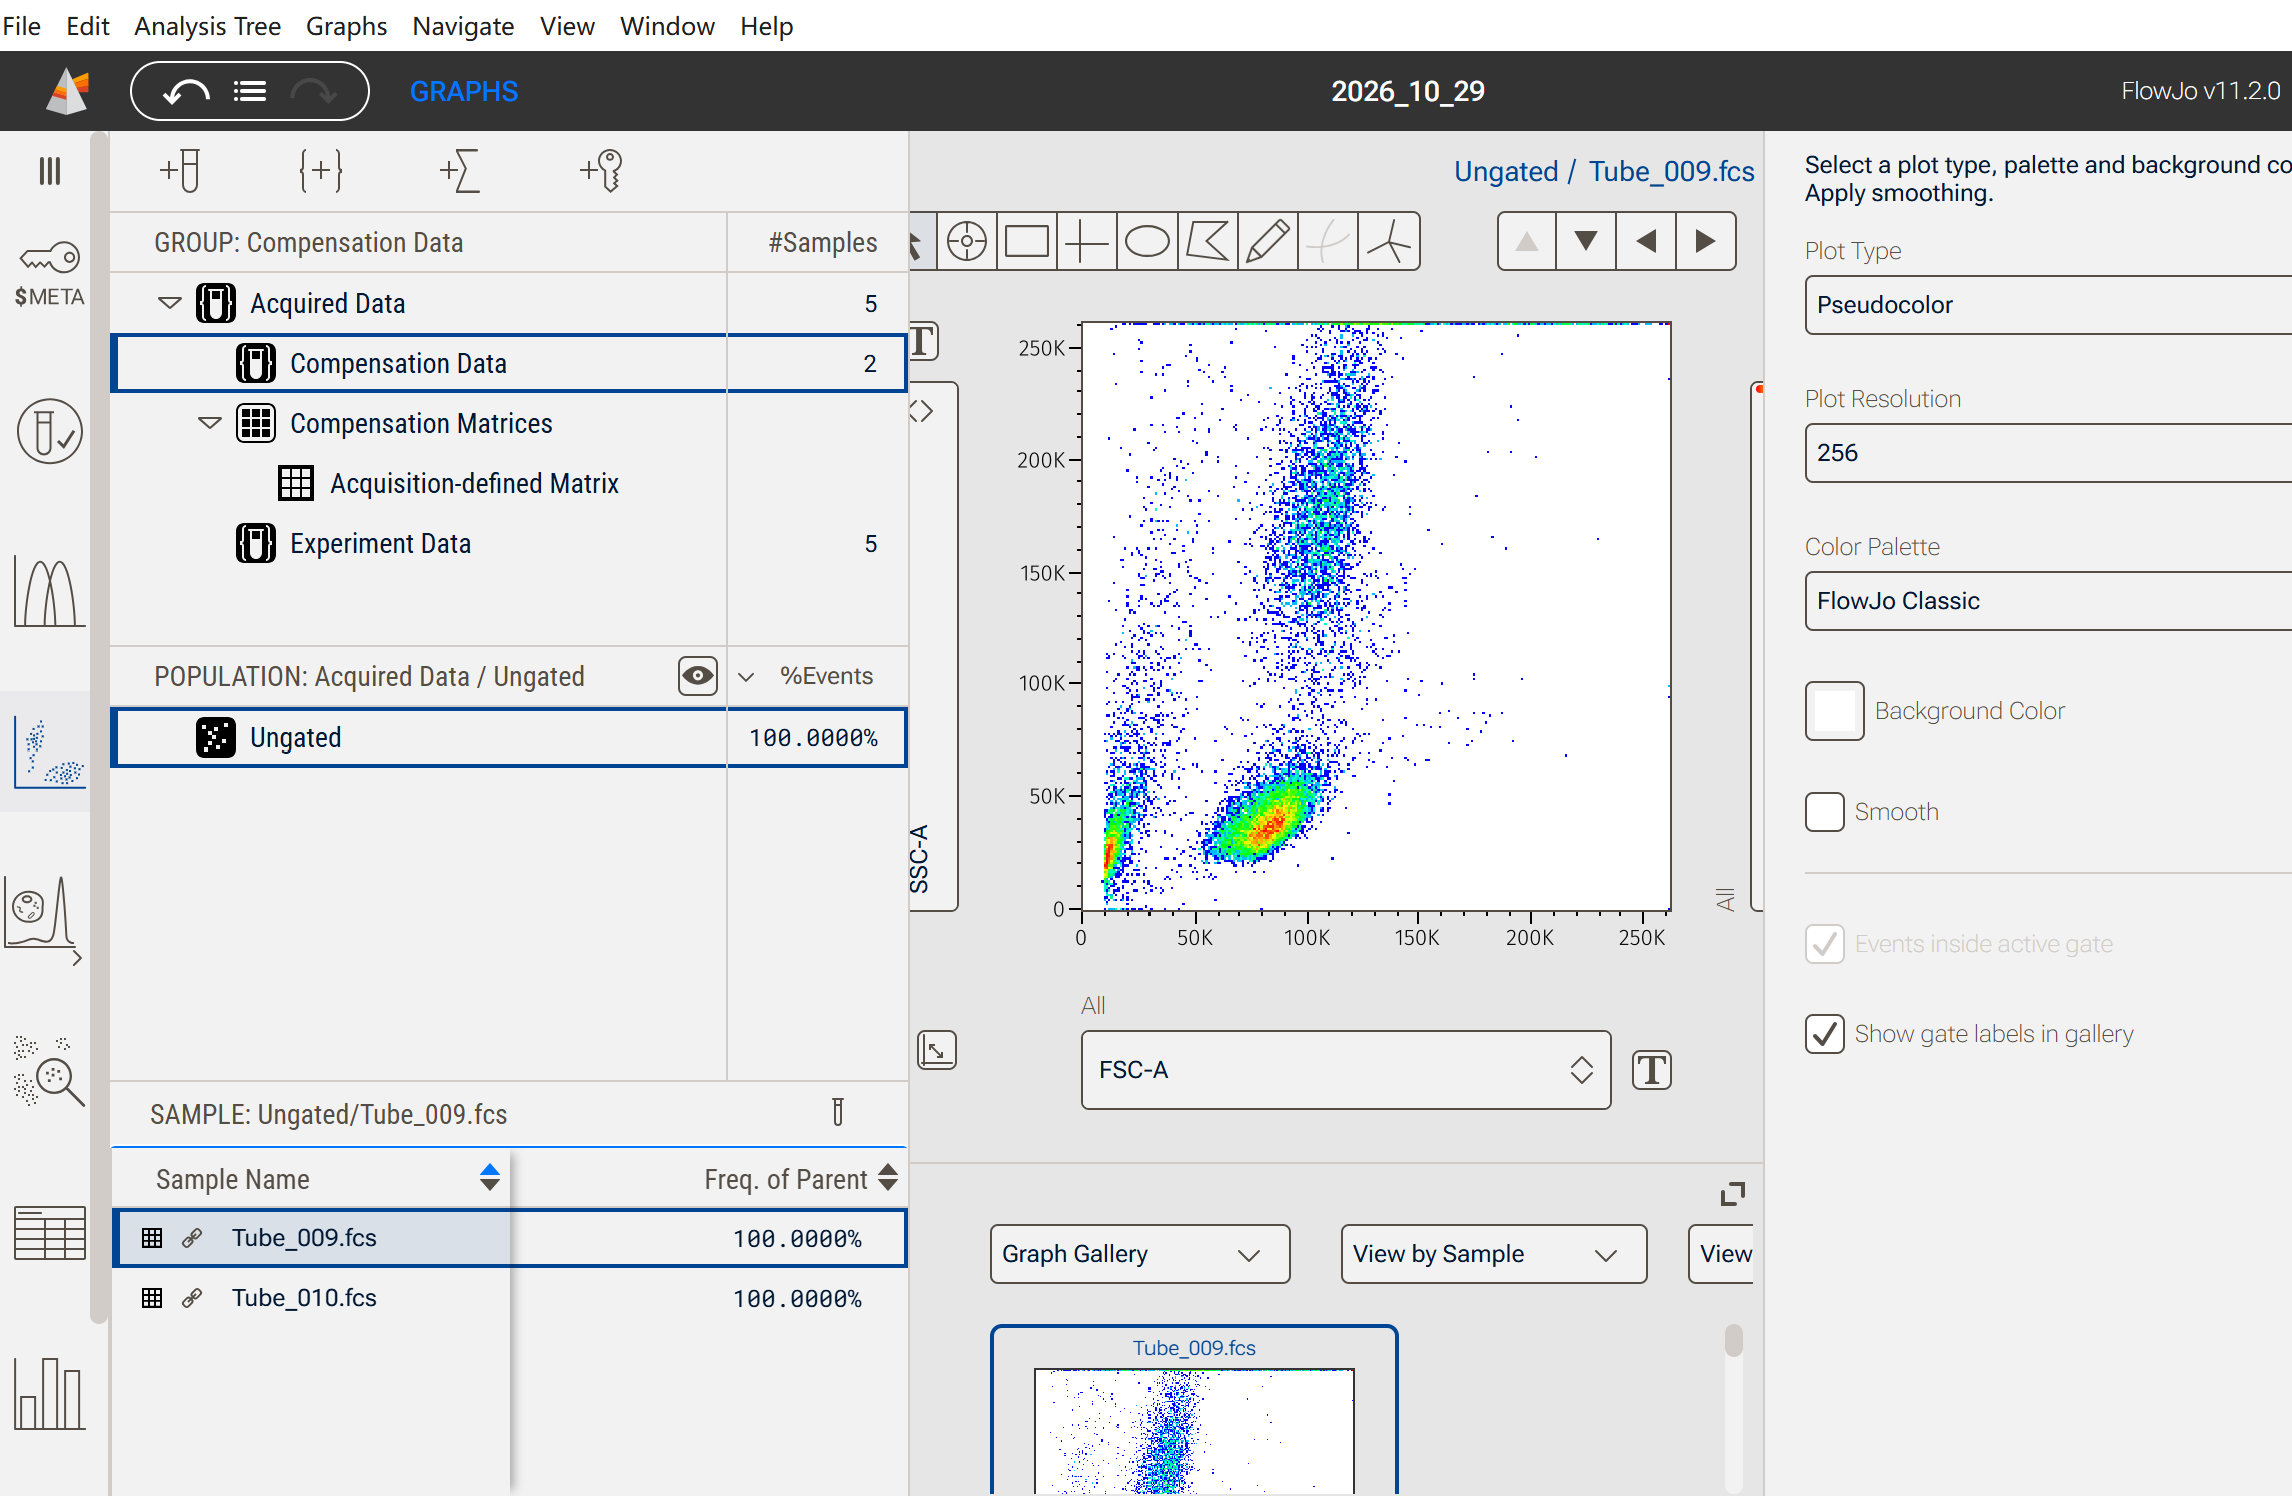 File Edit Analysis Tree Graphs Navigate View Window Help
GRAPHS
2026_10_29
FlowJo v11.2.0
$META
GROUP: Compensation Data #Samples
Acquired Data 5
Compensation Data 2
Compensation Matrices
Acquisition-defined Matrix
Experiment Data 5
POPULATION: Acquired Data / Ungated %Events
Ungated 100.0000%
SAMPLE: Ungated/Tube_009.fcs
Sample Name Freq. of Parent
Tube_009.fcs 100.0000%
Tube_010.fcs 100.0000%
Ungated / Tube_009.fcs
T
250K
200K
150K
100K
50K
0
SSC-A
0 50K 100K 150K 200K 250K
All
All
FSC-A
T
Graph Gallery View by Sample View
Tube_009.fcs
Select a plot type, palette and background co
Apply smoothing.
Plot Type
Pseudocolor
Plot Resolution
256
Color Palette
FlowJo Classic
Background Color
Smooth
Events inside active gate
Show gate labels in gallery